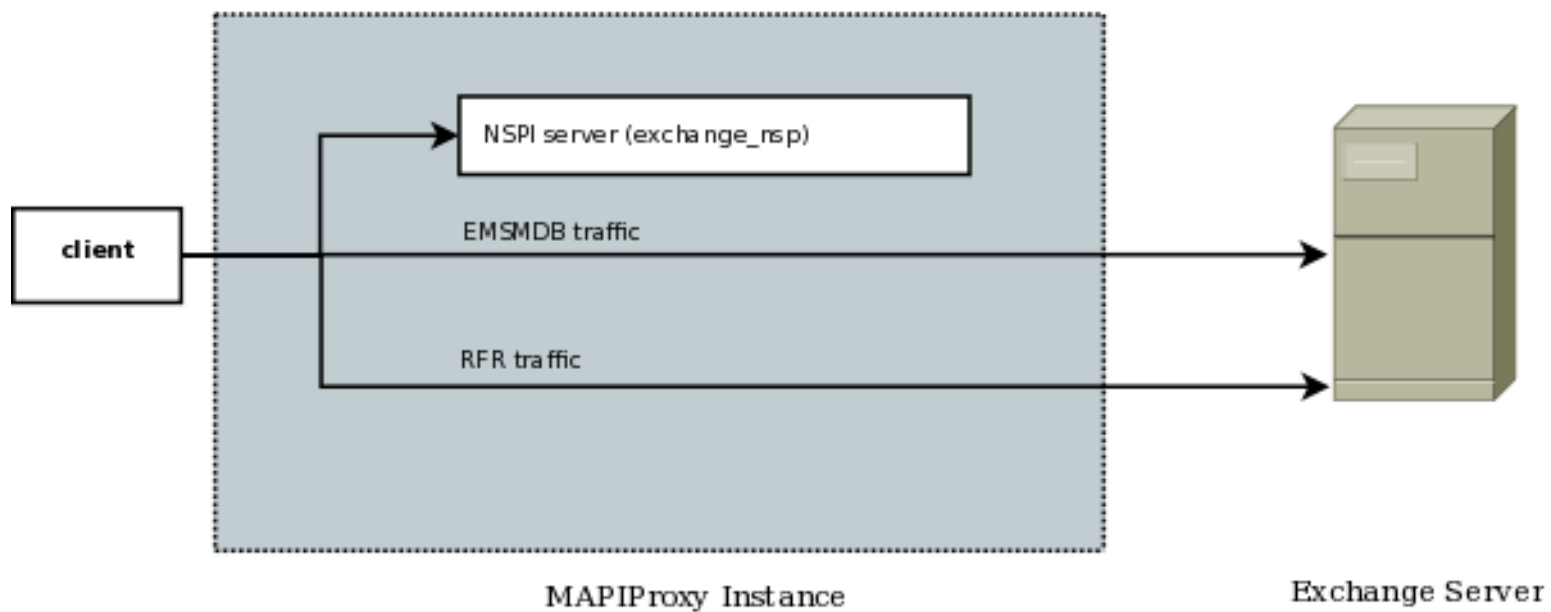 NSPI server (exchange_nsp)
EMSMDB traffic
client
RFR traffic
MAPIProxy Instance
Exchange Server